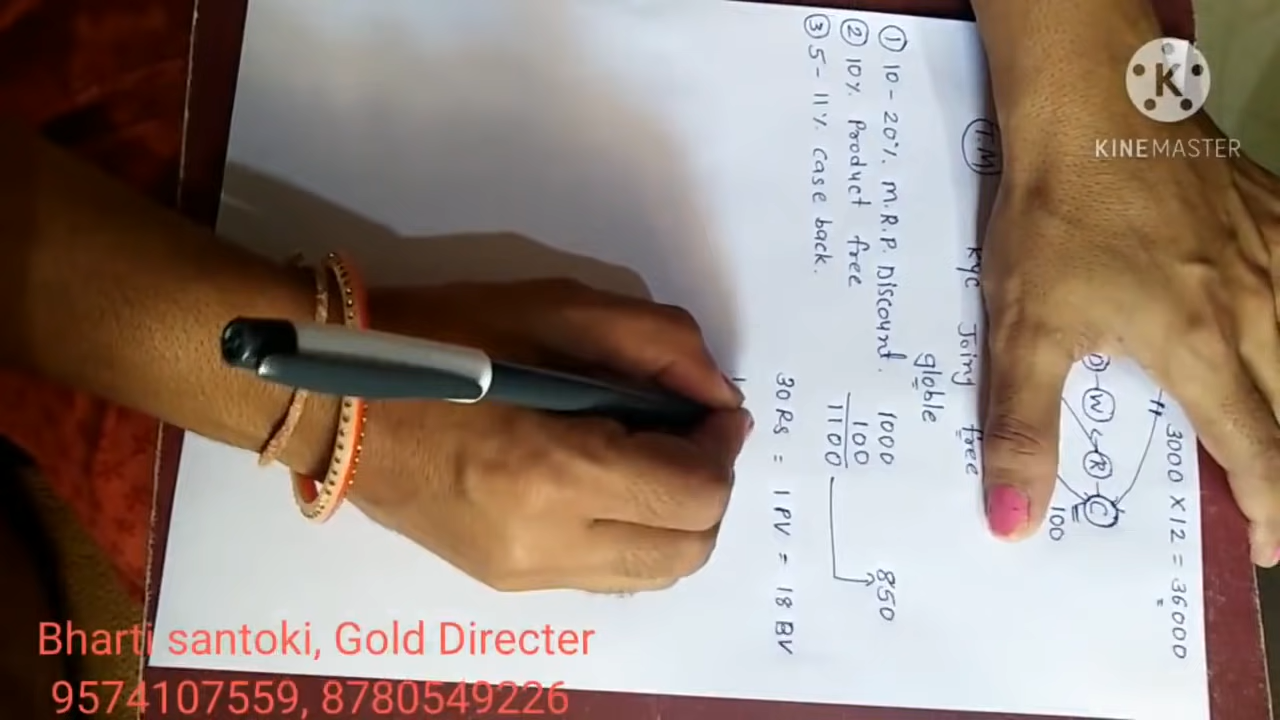 3000 X 12 = 36000
W R C
100
T.M KYC Joing free
globle
① 10 - 20% M.R.P. Discount. 1000 850
② 10% Product free 100
③ 5 - 11% case back. 1100
30 Rs = 1 PV = 18 BV
K
KINEMASTER
Bharti santoki, Gold Directer
9574107559, 8780549226